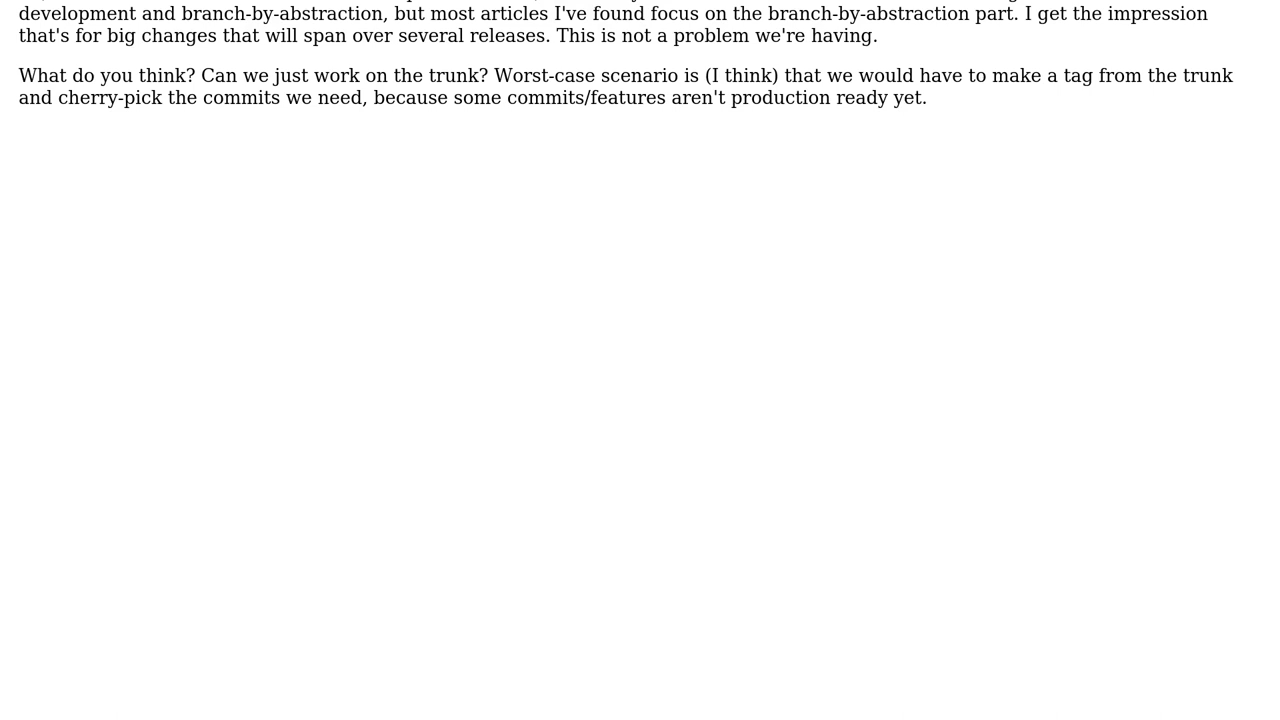 development and branch-by-abstraction, but most articles I've found focus on the branch-by-abstraction part. I get the impression
that's for big changes that will span over several releases. This is not a problem we're having.
What do you think? Can we just work on the trunk? Worst-case scenario is (I think) that we would have to make a tag from the trunk
and cherry-pick the commits we need, because some commits/features aren't production ready yet.